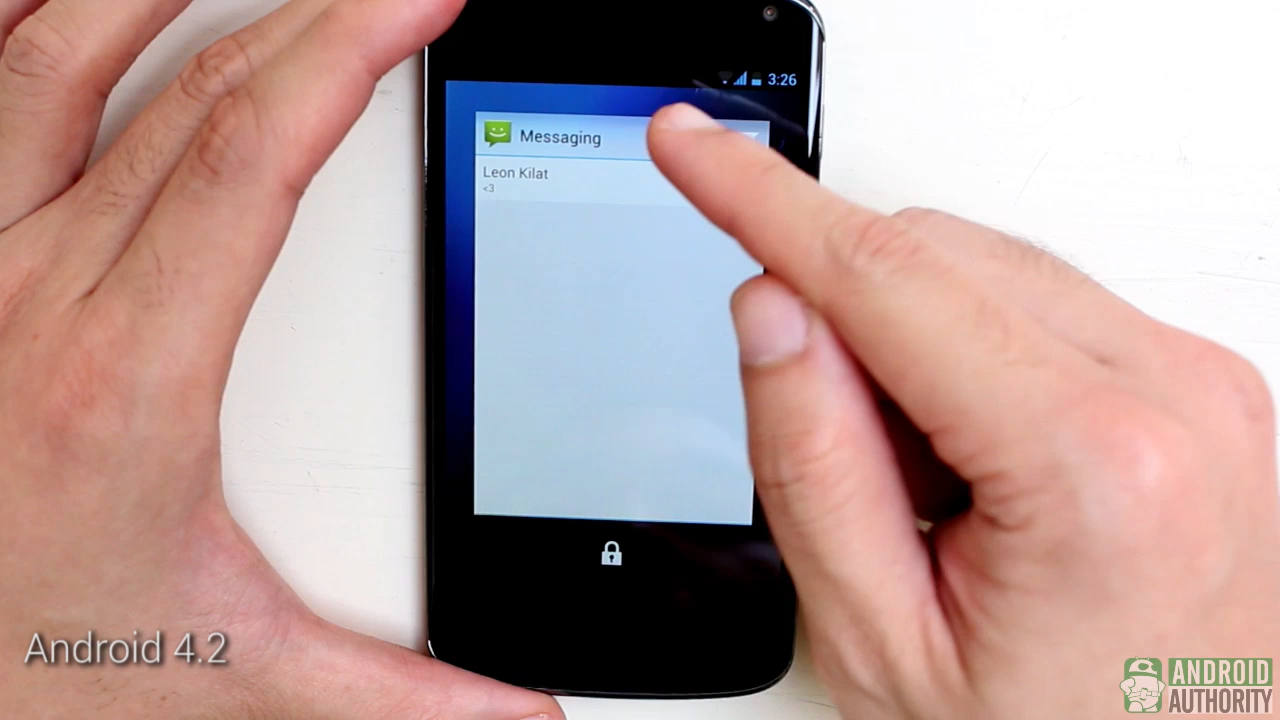 3:26
Messaging
Leon Kilat
<3
Android 4.2
ANDROID
AUTHORITY